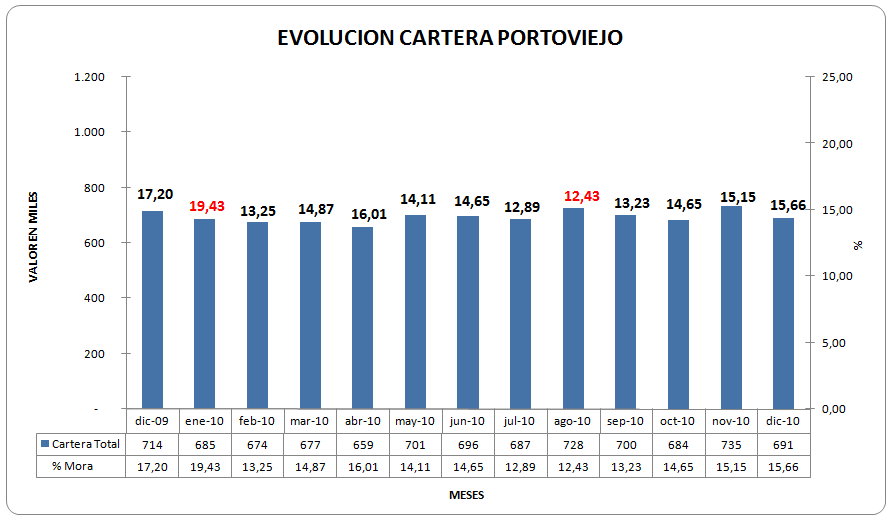 EVOLUCION CARTERA PORTOVIEJO
1.200
1.000
800
600
400
200
-
VALOR EN MILES
25,00
20,00
15,00
10,00
5,00
0,00
%
17,20 19,43 13,25 14,87 16,01 14,11 14,65 12,89 12,43 13,23 14,65 15,15 15,66
dic-09 ene-10 feb-10 mar-10 abr-10 may-10 jun-10 jul-10 ago-10 sep-10 oct-10 nov-10 dic-10
Cartera Total 714 685 674 677 659 701 696 687 728 700 684 735 691
% Mora 17,20 19,43 13,25 14,87 16,01 14,11 14,65 12,89 12,43 13,23 14,65 15,15 15,66
MESES